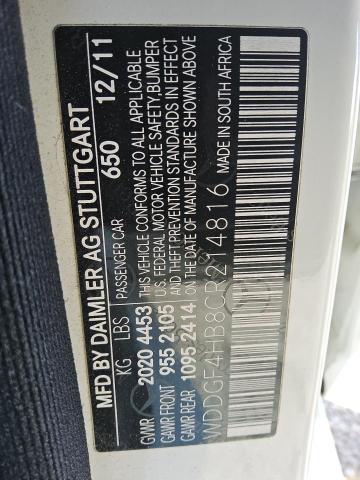 MFD BY DAIMLER AG STUTTGART
650 12/11
KG LBS PASSENGER CAR
GVWR 2020 4453 THIS VEHICLE CONFORMS TO ALL APPLICABLE
GAWR FRONT 955 2105 U.S. FEDERAL MOTOR VEHICLE SAFETY, BUMPER
GAWR REAR 1095 2414 AND THEFT PREVENTION STANDARDS IN EFFECT
ON THE DATE OF MANUFACTURE SHOWN ABOVE
WDDGF4HB8CR214816 MADE IN SOUTH AFRICA